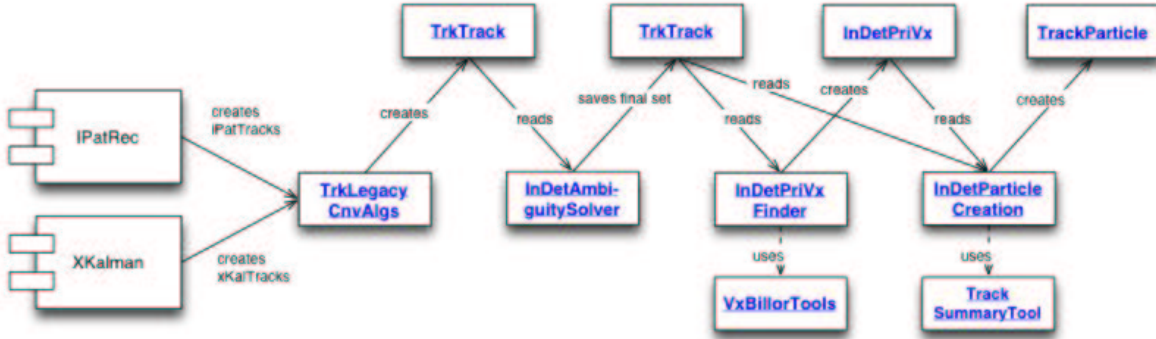 TrkTrack
TrkTrack
InDetPriVx
TrackParticle
creates
iPatTracks
creates
reads
saves final set
reads
reads
creates
reads
creates
IPatRec
TrkLegacy
CnvAlgs
InDetAmbi-
guitySolver
InDetPriVx
Finder
InDetParticle
Creation
XKalman
creates
xKalTracks
uses
uses
VxBillorTools
Track
SummaryTool